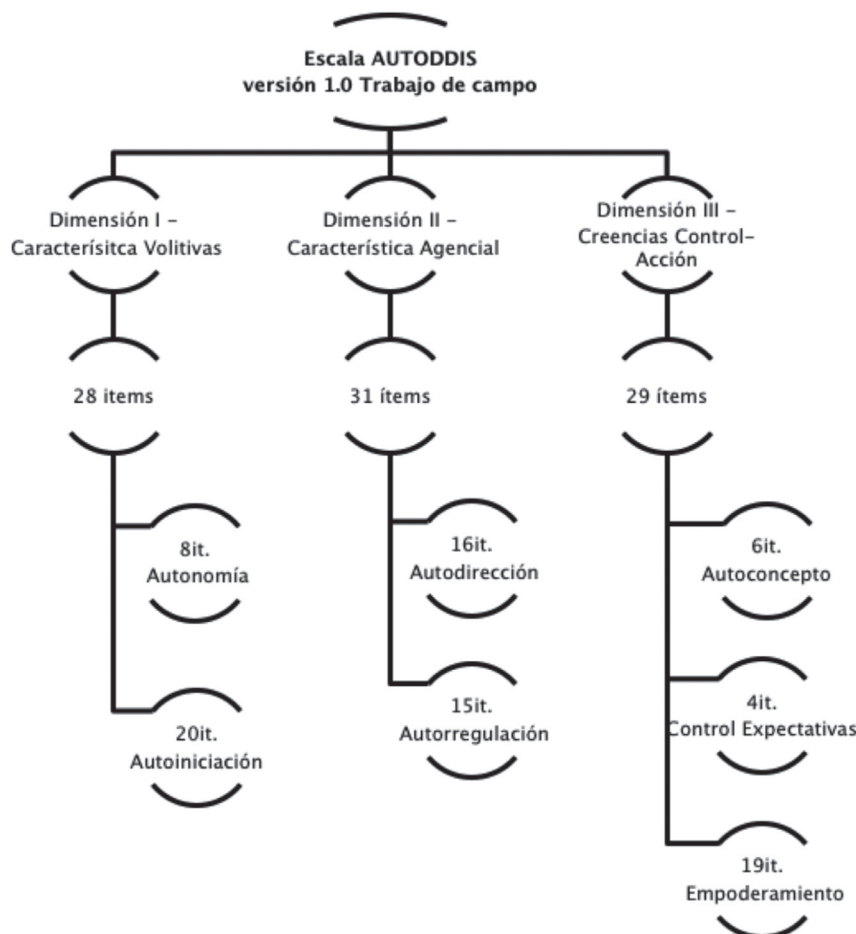 Escala AUTODDIS
versión 1.0 Trabajo de campo
Dimensión I –
Caracterísitca Volitivas
Dimensión II –
Característica Agencial
Dimensión III –
Creencias Control–
Acción
28 items
31 ítems
29 ítems
8it.
Autonomía
20it.
Autoiniciación
16it.
Autodirección
15it.
Autorregulación
6it.
Autoconcepto
4it.
Control Expectativas
19it.
Empoderamiento